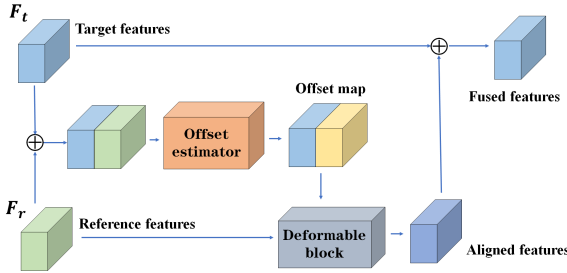 F_t
Target features
Fused features
Offset map
Offset
estimator
F_r
Reference features
Deformable
block
Aligned features